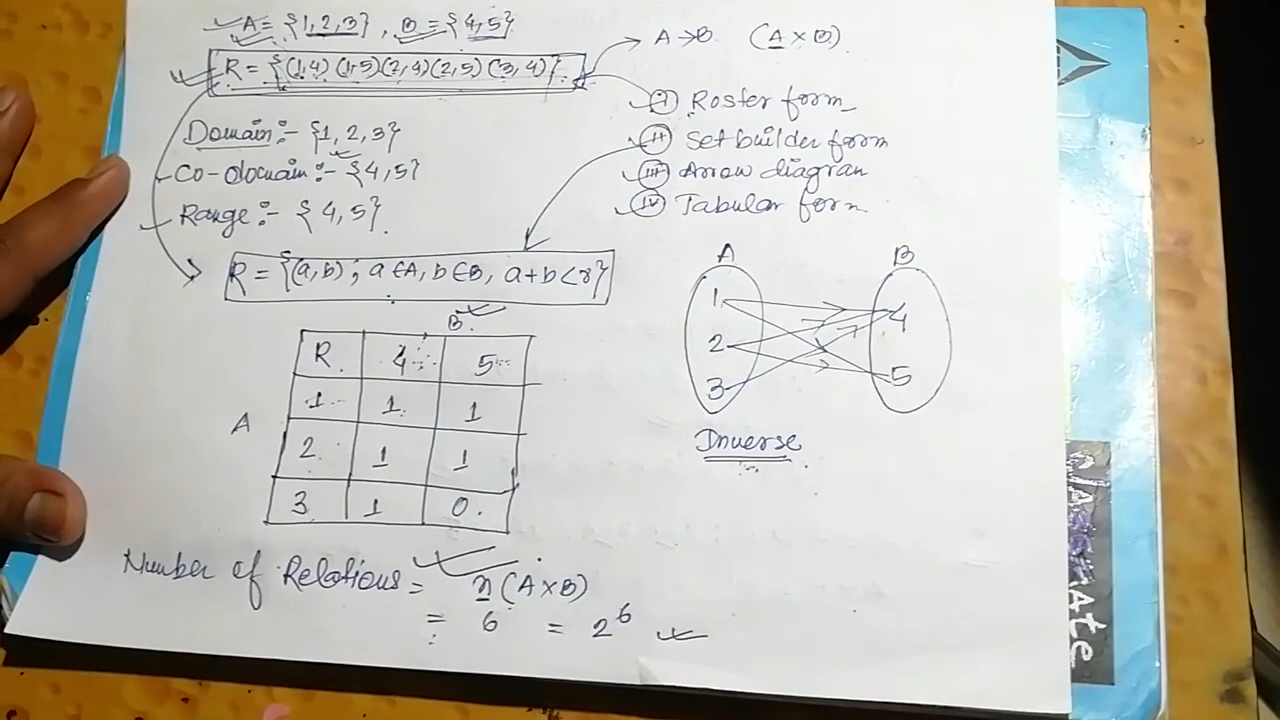 A = {1, 2, 3} , B = {4, 5}
R = {(1,4) (1,5) (2,4) (2,5) (3,4)}
A → B (A × B)
(i) Roster form
(ii) Set builder form
(iii) Arrow diagram
(iv) Tabular form
Domain :- {1, 2, 3}
Co-domain :- {4, 5}
Range :- {4, 5}
R = {(a, b) ; a ∈ A, b ∈ B, a + b < 8}
B
R 4 5
1 1 1
A
2 1 1
3 1 0
A B
1 4
2
3 5
Inverse
Number of Relations = n (A × B)
= 6 = 2^6